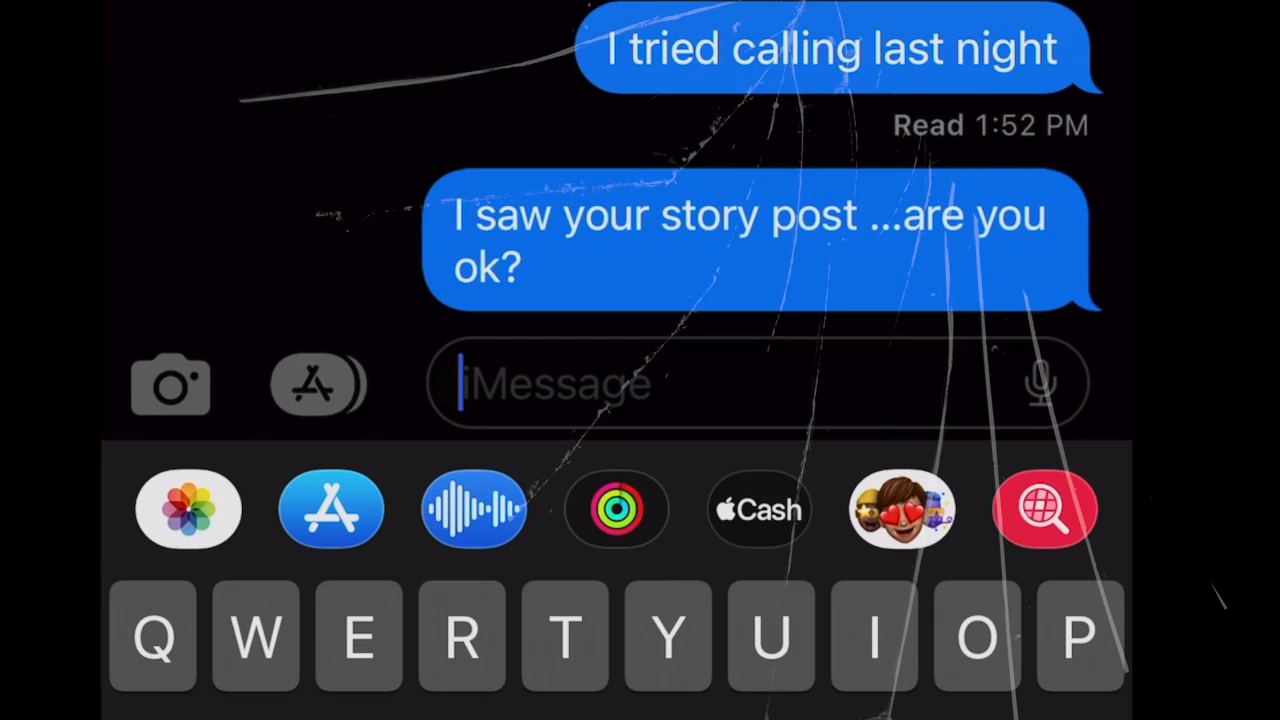 I tried calling last night
Read 1:52 PM
I saw your story post ...are you
ok?
iMessage
Cash
Q W E R T Y U I O P